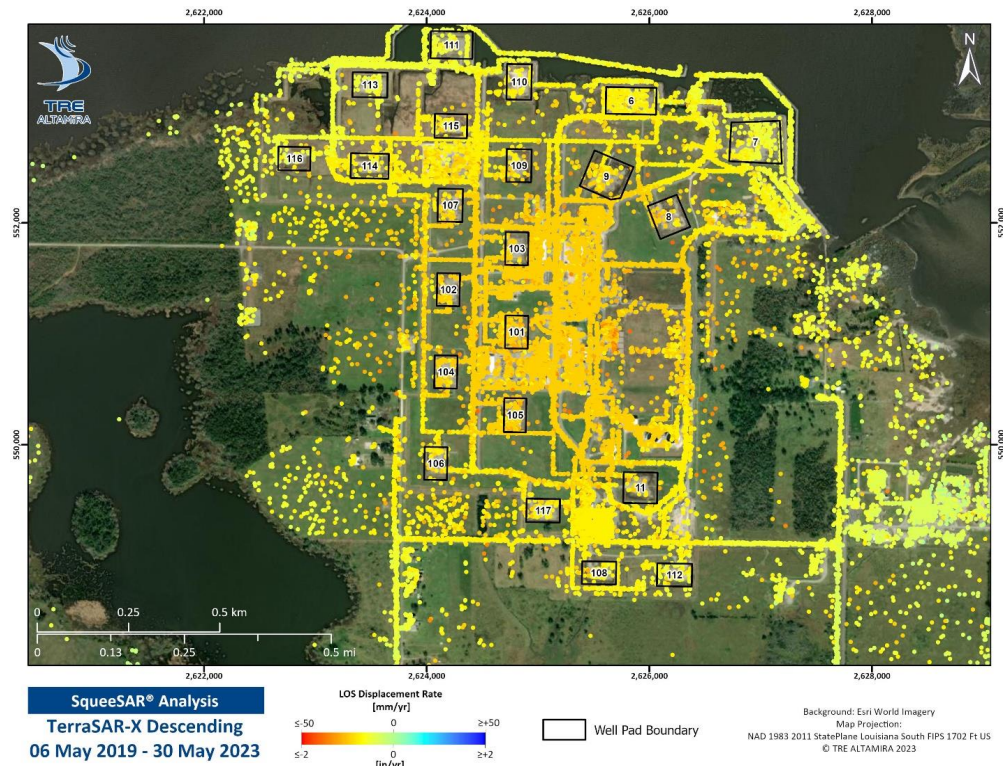 2,622,000
2,624,000
2,626,000
2,628,000
TRE
ALTAMIRA
N
111
113
110
6
115
7
116
114
109
9
107
8
552,000
552,000
103
102
101
104
105
550,000
550,000
106
11
117
108
112
0 0.25 0.5 km
0 0.13 0.25 0.5 mi
2,622,000
2,624,000
2,626,000
2,628,000
SqueeSAR® Analysis
TerraSAR-X Descending
06 May 2019 - 30 May 2023
LOS Displacement Rate
[mm/yr]
≤-50 0 ≥+50
≤-2 0 ≥+2
[in/yr]
Well Pad Boundary
Background: Esri World Imagery
Map Projection:
NAD 1983 2011 StatePlane Louisiana South FIPS 1702 Ft US
© TRE ALTAMIRA 2023